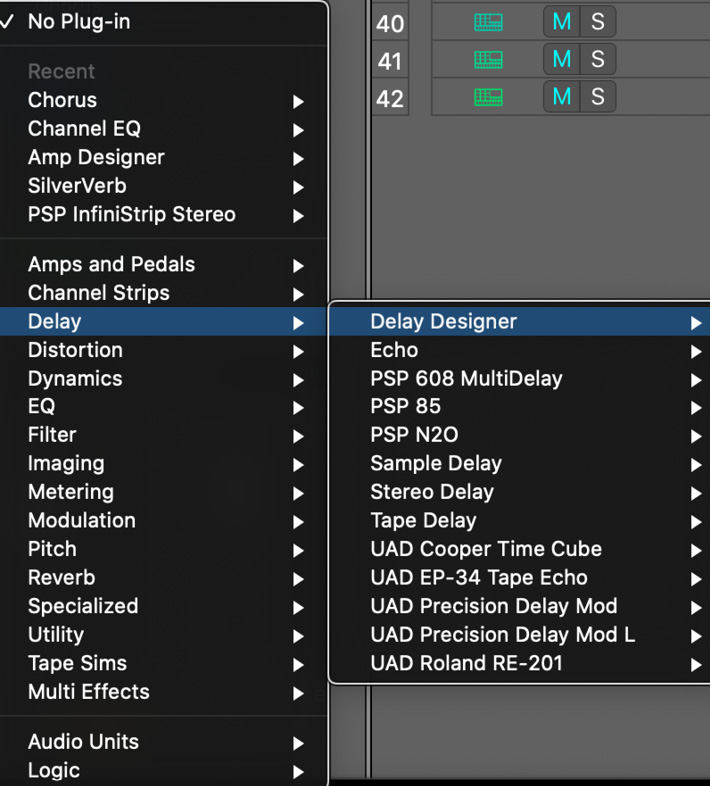 ✓ No Plug-in
Recent
Chorus
Channel EQ
Amp Designer
SilverVerb
PSP InfiniStrip Stereo
Amps and Pedals
Channel Strips
Delay
Distortion
Dynamics
EQ
Filter
Imaging
Metering
Modulation
Pitch
Reverb
Specialized
Utility
Tape Sims
Multi Effects
Audio Units
Logic
Delay Designer
Echo
PSP 608 MultiDelay
PSP 85
PSP N2O
Sample Delay
Stereo Delay
Tape Delay
UAD Cooper Time Cube
UAD EP-34 Tape Echo
UAD Precision Delay Mod
UAD Precision Delay Mod L
UAD Roland RE-201
40 M S
41 M S
42 M S